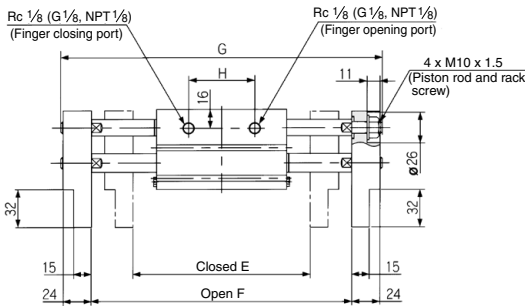 Rc 1/8 (G 1/8, NPT 1/8)
(Finger closing port)
Rc 1/8 (G 1/8, NPT 1/8)
(Finger opening port)
G
H
11
4 x M10 x 1.5
(Piston rod and rack
screw)
16
ø26
32
32
15
Closed E
15
24
Open F
24